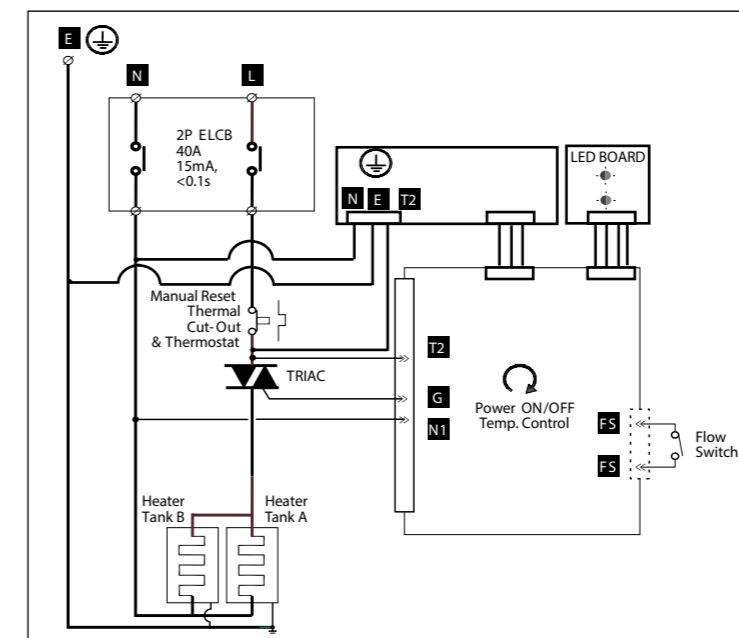 E
N
L
2P ELCB
40A
15mA,
<0.1s
N E T2
LED BOARD
Manual Reset
Thermal
Cut-Out
& Thermostat
TRIAC
T2
G
N1
Power ON/OFF
Temp. Control
FS
FS
Flow
Switch
Heater
Tank B
Heater
Tank A